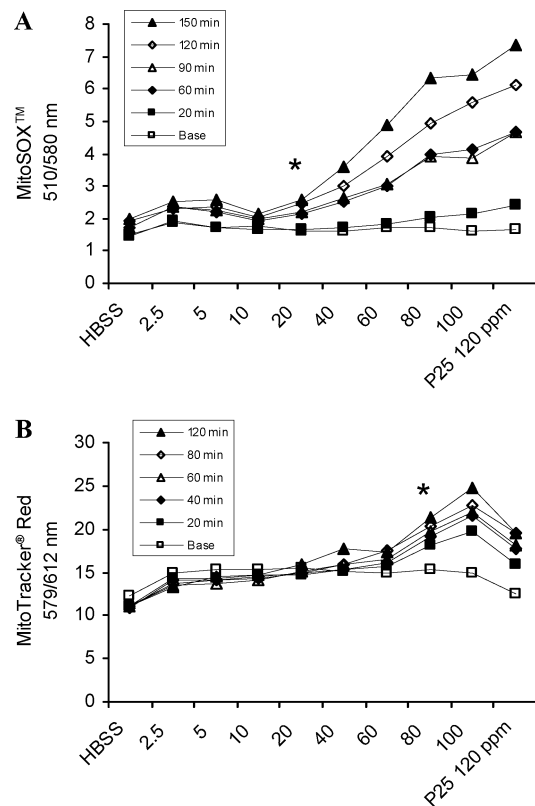 A
150 min
120 min
90 min
60 min
20 min
Base
MitoSOX™
510/580 nm
8
7
6
5
4
3
2
1
0
*
HBSS
2.5
5
10
20
40
60
80
100
P25 120 ppm
B
120 min
80 min
60 min
40 min
20 min
Base
MitoTracker® Red
579/612 nm
30
25
20
15
10
5
0
*
HBSS
2.5
5
10
20
40
60
80
100
P25 120 ppm